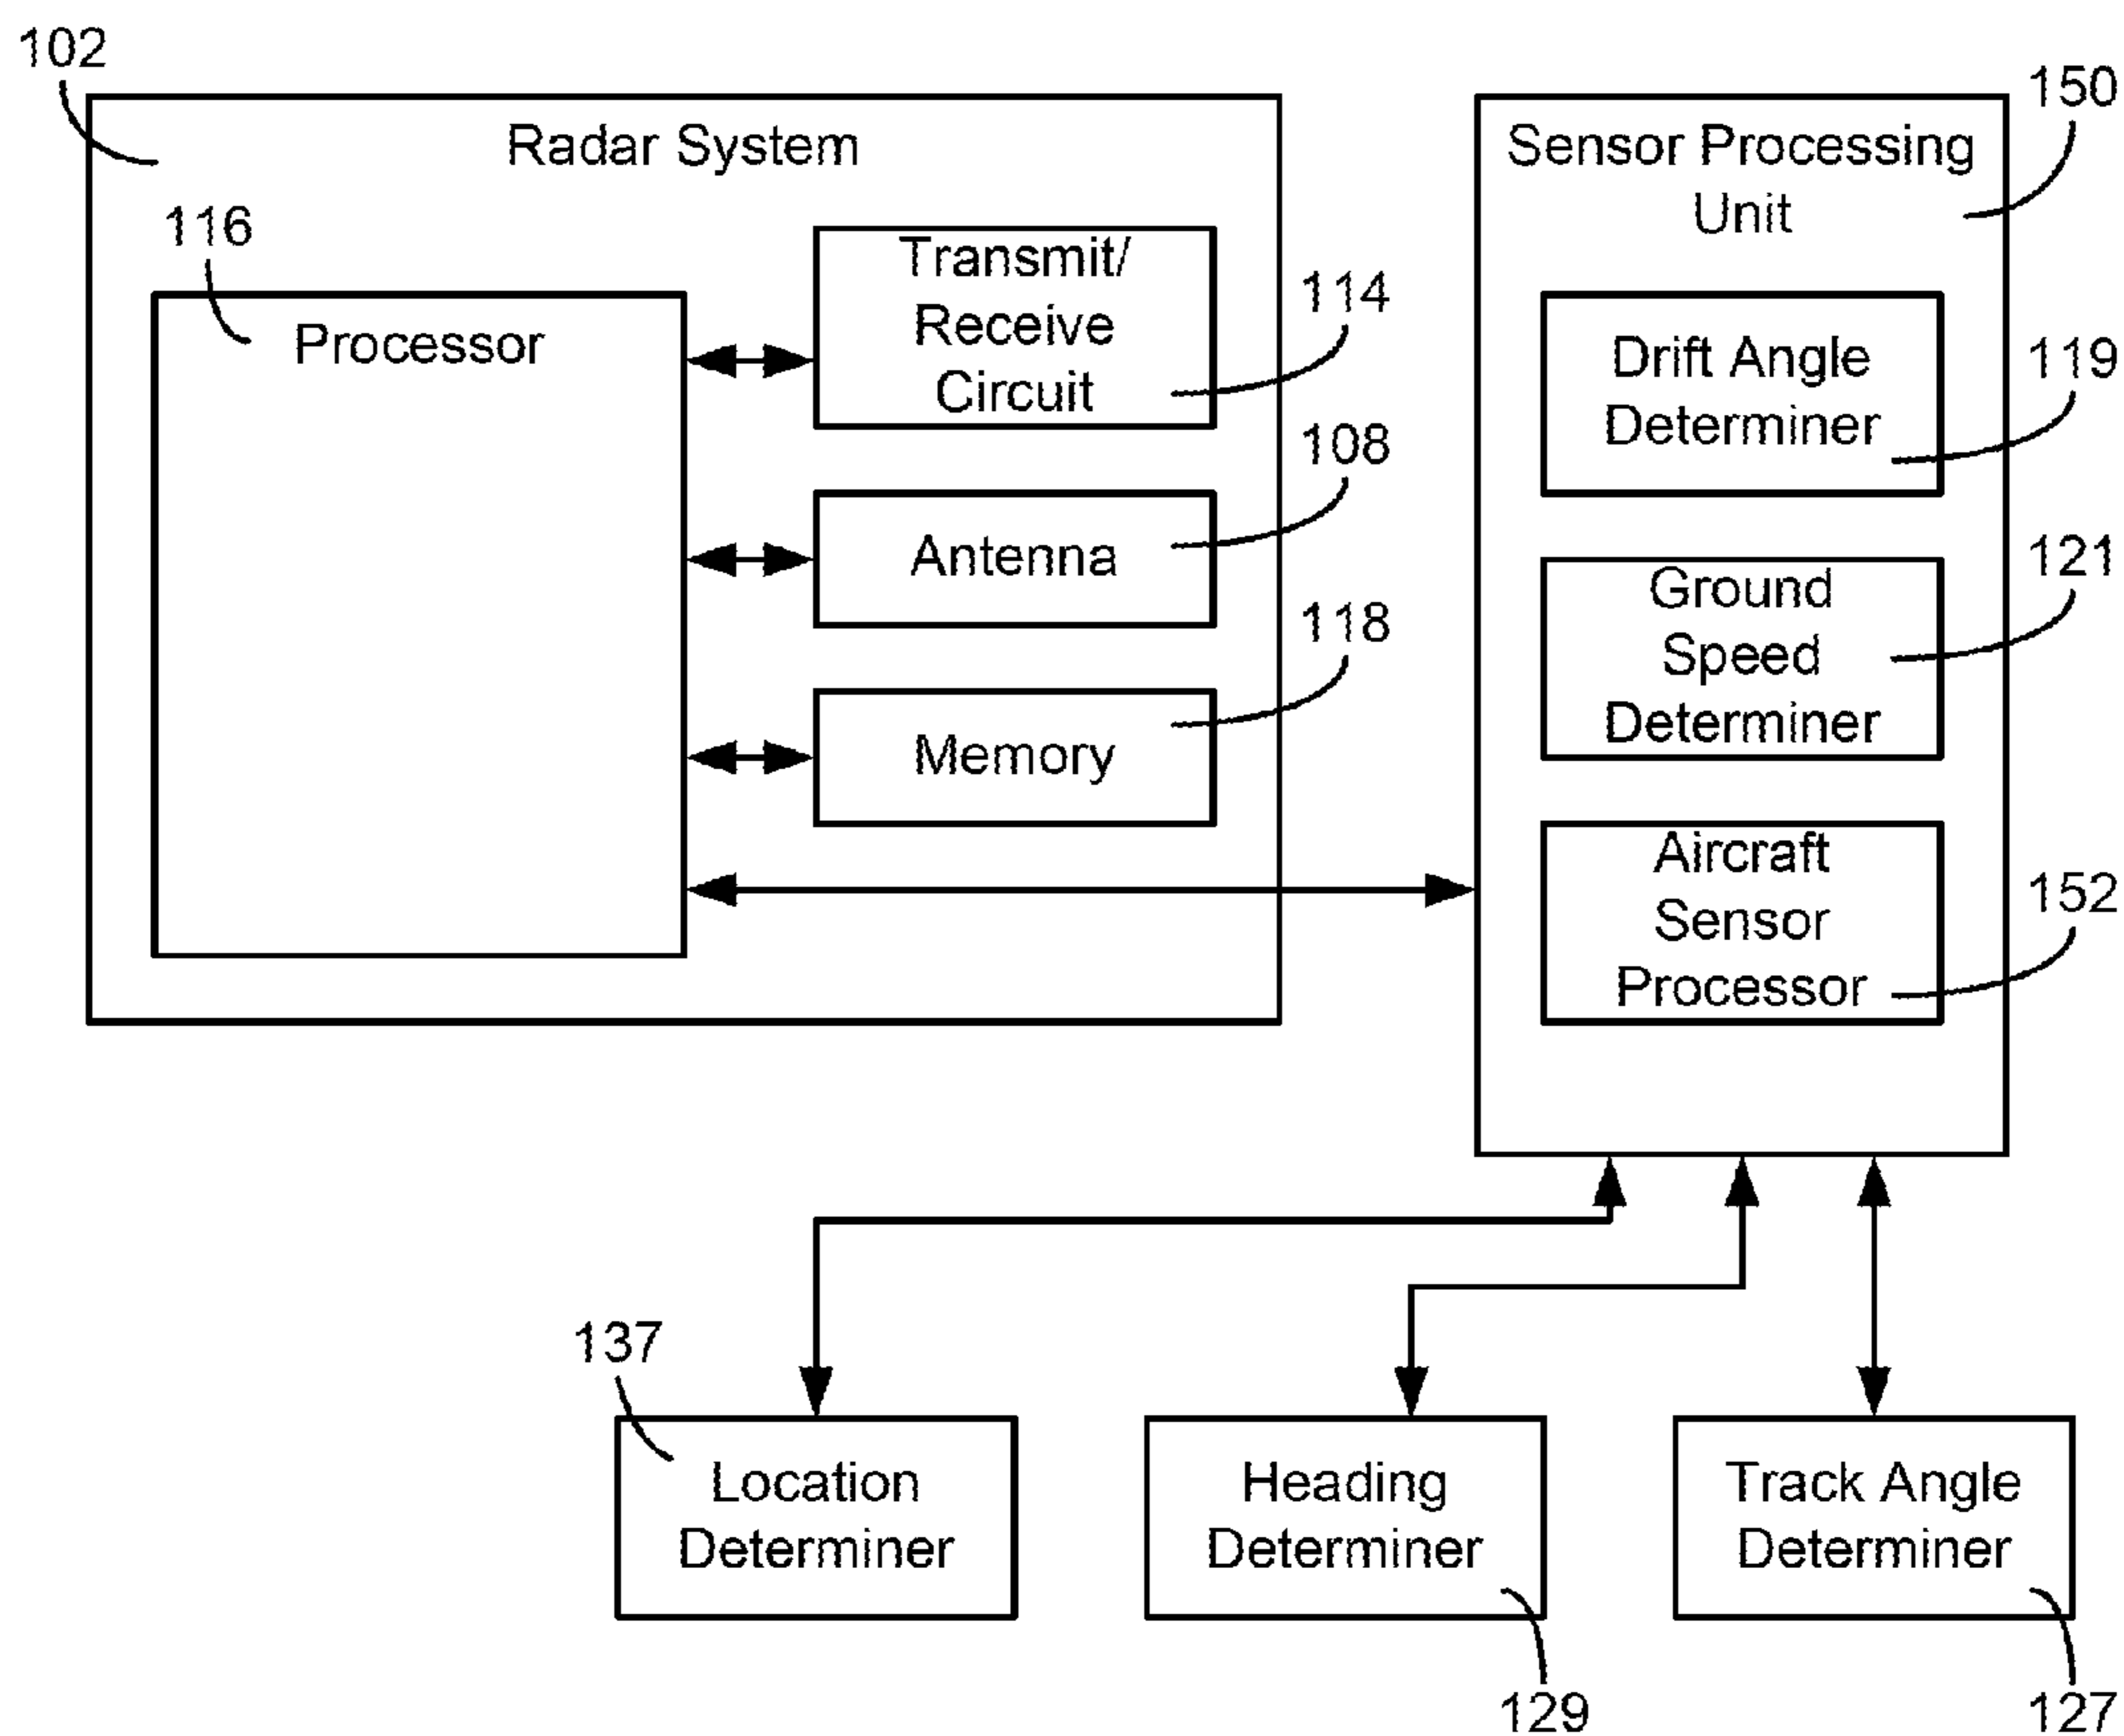 102
Radar System
116
Processor
Transmit/
Receive
Circuit
114
Antenna
108
Memory
118
150
Sensor Processing
Unit
Drift Angle
Determiner
119
Ground
Speed
Determiner
121
Aircraft
Sensor
Processor
152
137
Location
Determiner
Heading
Determiner
129
Track Angle
Determiner
127